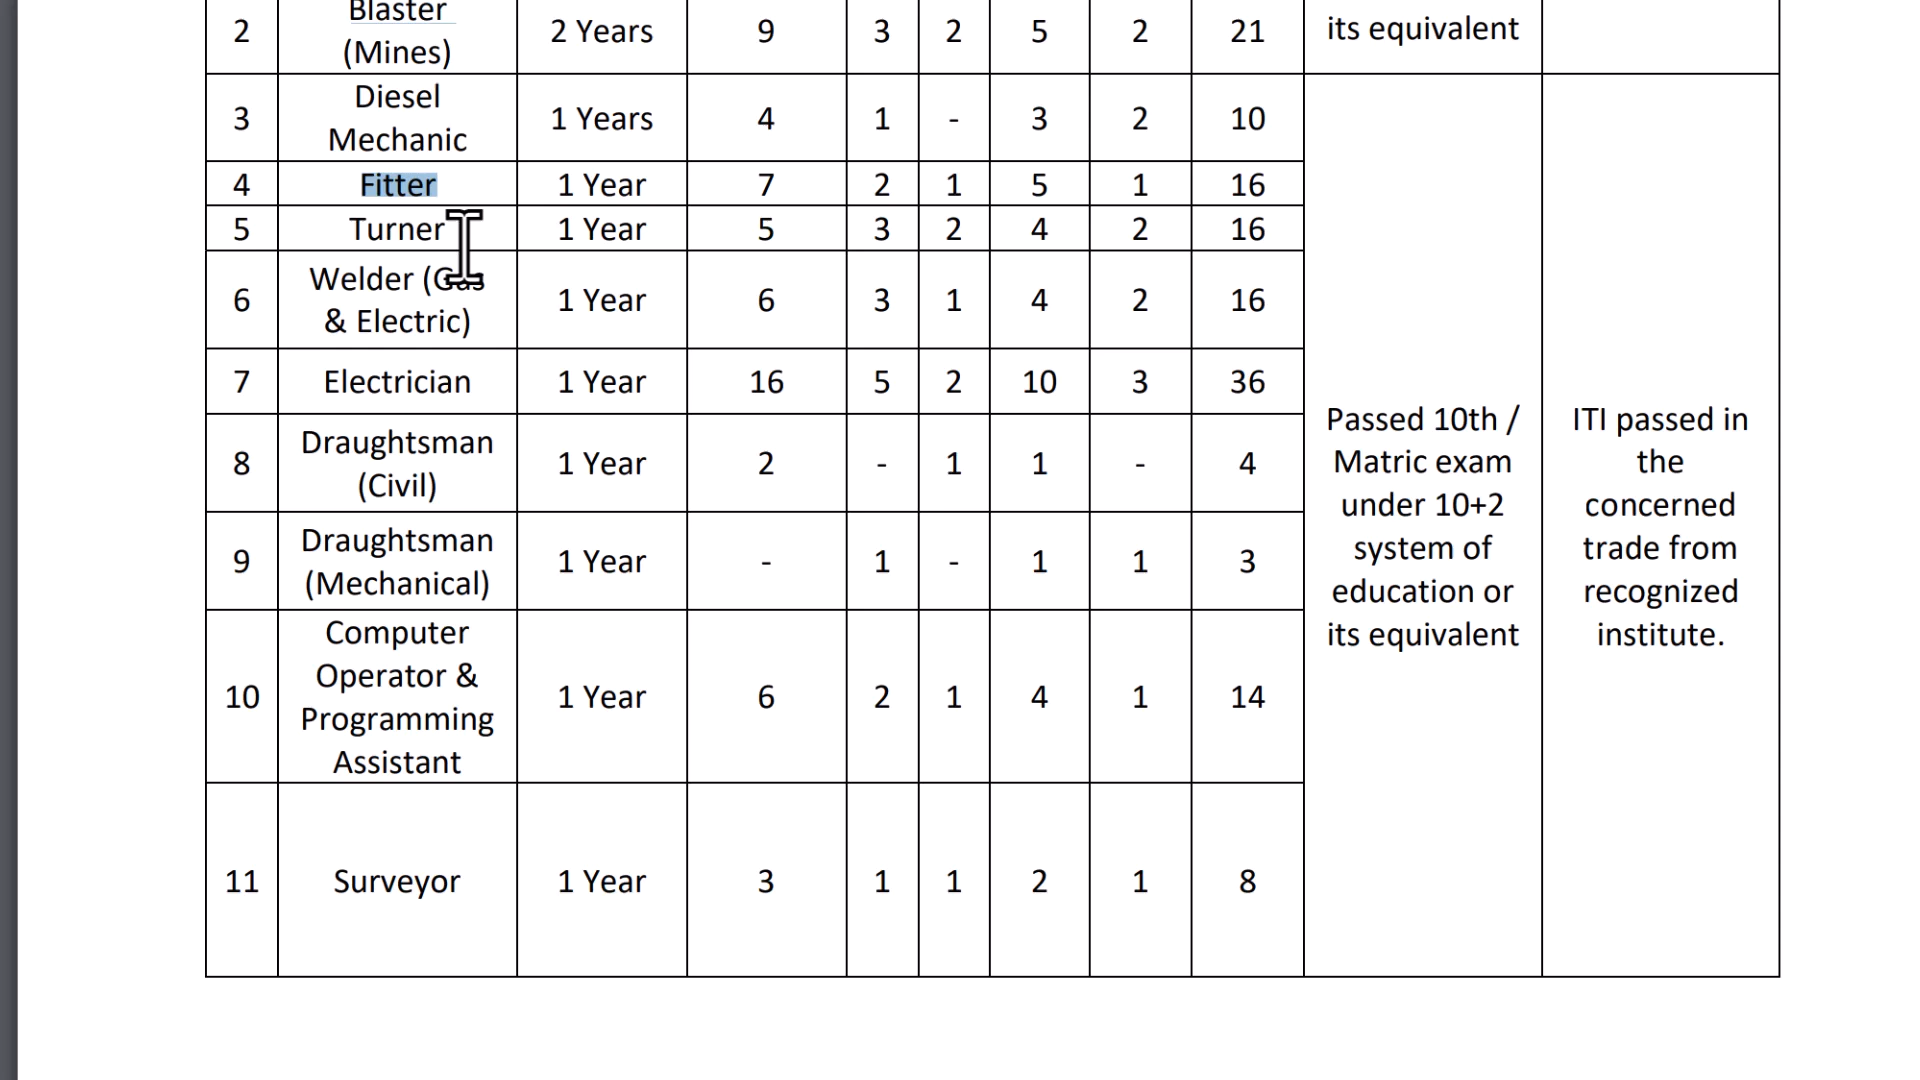 2 Blaster (Mines) 2 Years 9 3 2 5 2 21 its equivalent
3 Diesel Mechanic 1 Years 4 1 - 3 2 10
4 Fitter 1 Year 7 2 1 5 1 16
5 Turner 1 Year 5 3 2 4 2 16
6 Welder (Gas & Electric) 1 Year 6 3 1 4 2 16
7 Electrician 1 Year 16 5 2 10 3 36
8 Draughtsman (Civil) 1 Year 2 - 1 1 - 4
9 Draughtsman (Mechanical) 1 Year - 1 - 1 1 3
10 Computer Operator & Programming Assistant 1 Year 6 2 1 4 1 14
11 Surveyor 1 Year 3 1 1 2 1 8
Passed 10th /
Matric exam
under 10+2
system of
education or
its equivalent
ITI passed in
the
concerned
trade from
recognized
institute.